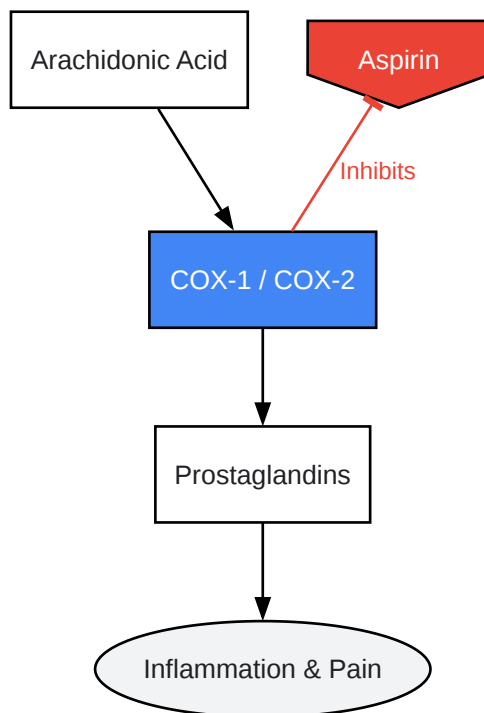 Arachidonic Acid
Aspirin
Inhibits
COX-1 / COX-2
Prostaglandins
Inflammation & Pain